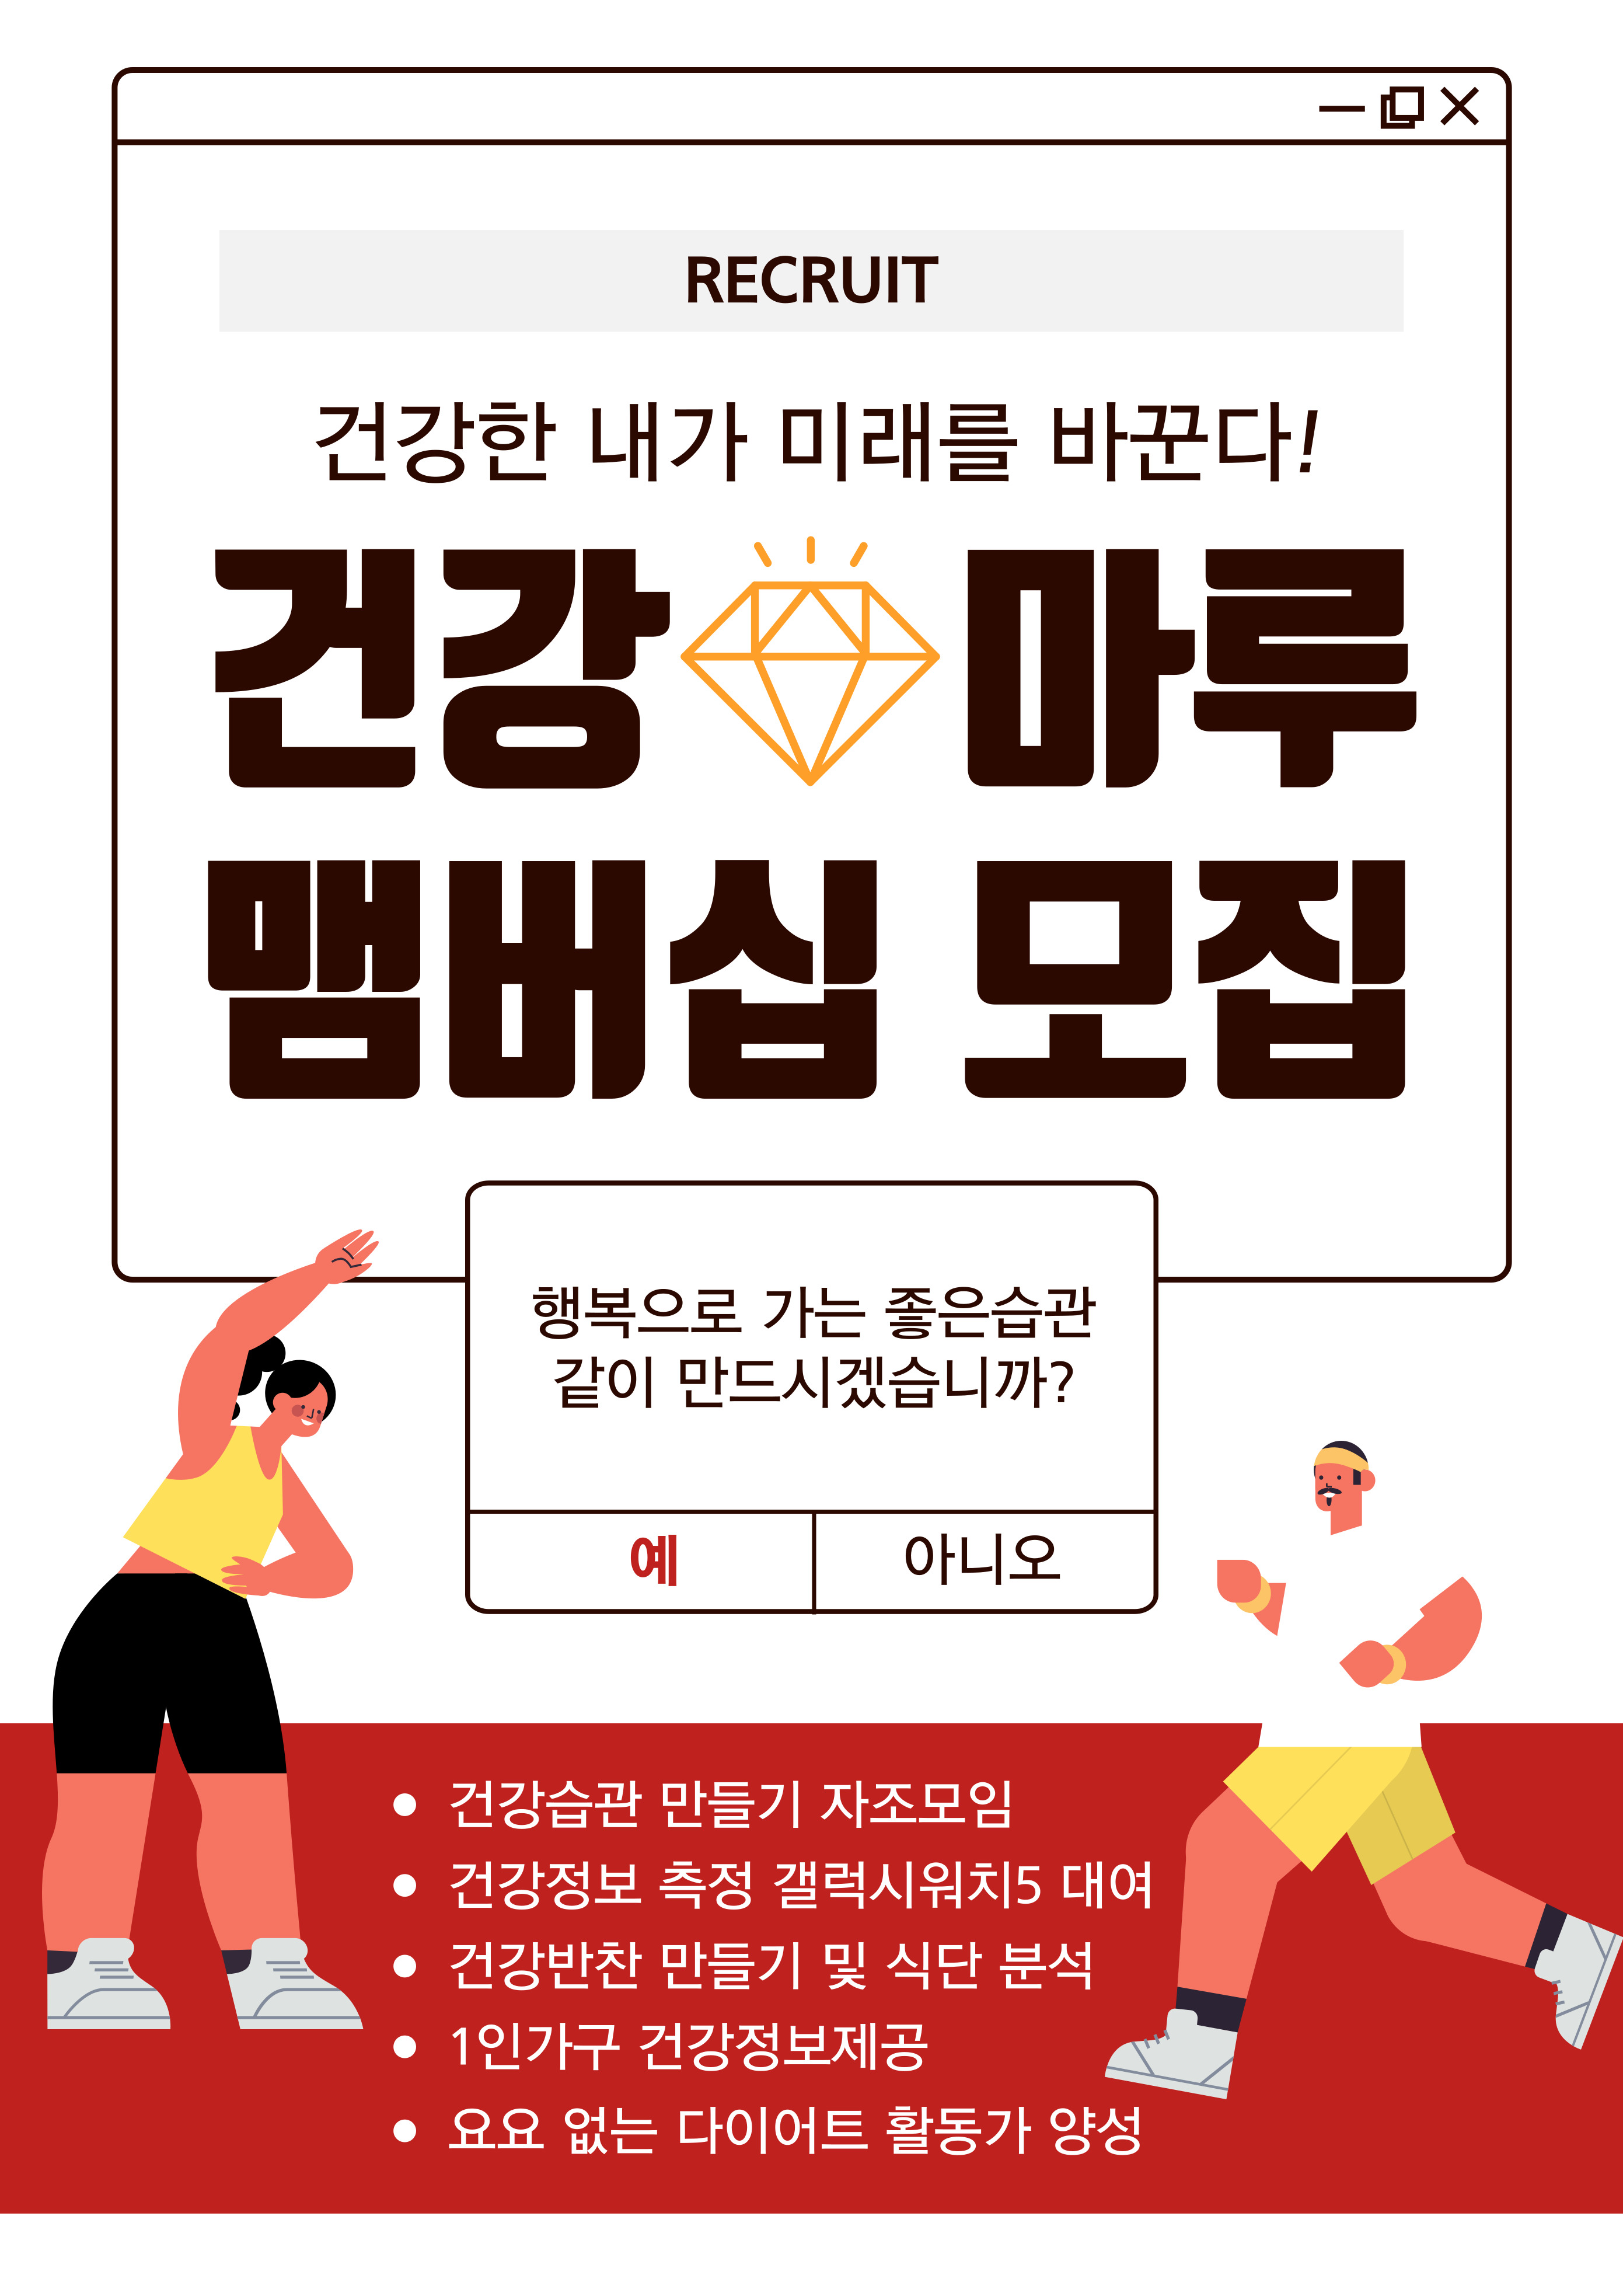 RECRUIT
건강한 내가 미래를 바꾼다!
건강 마루
맴버십 모집
행복으로 가는 좋은습관
같이 만드시겠습니까?
예 아니오
건강습관 만들기 자조모임
건강정보 측정 갤럭시워치5 대여
건강반찬 만들기 및 식단 분석
1인가구 건강정보제공
요요 없는 다이어트 활동가 양성